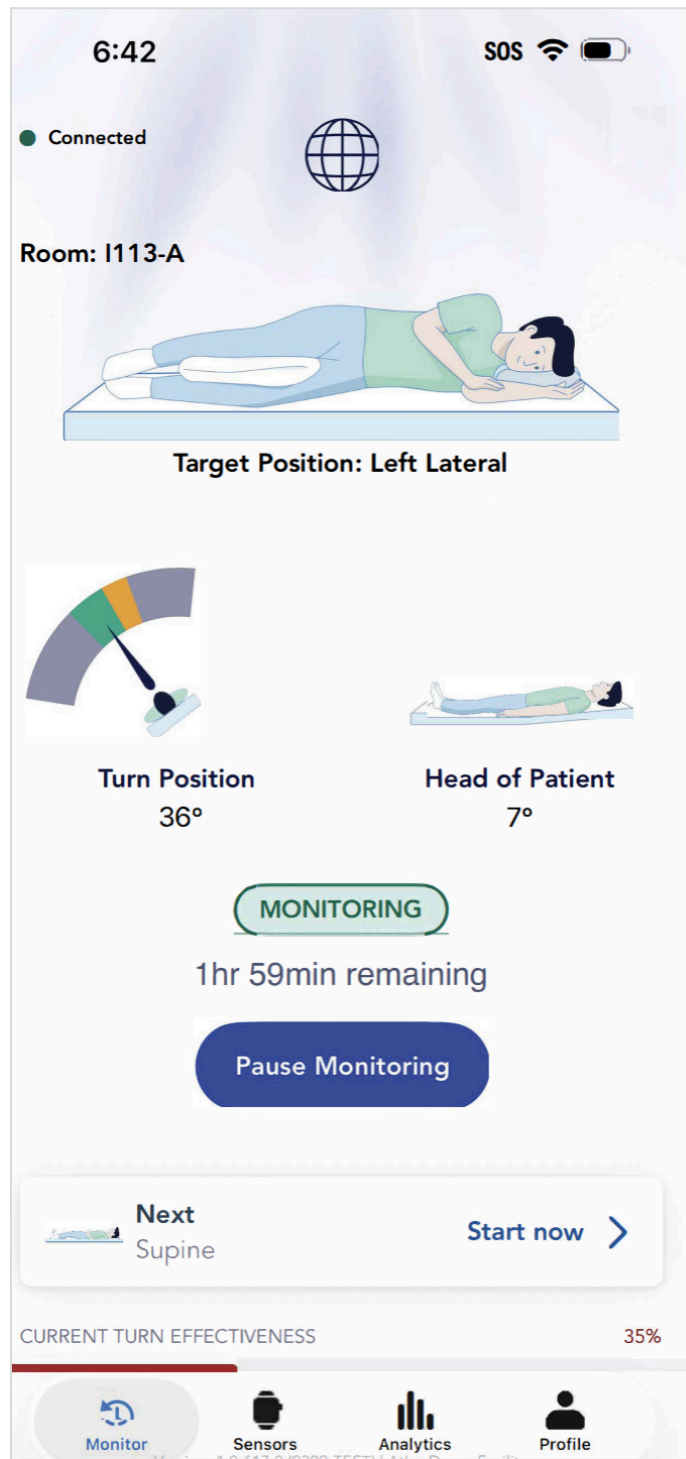 6:42
SOS
Connected
Room: I113-A
Target Position: Left Lateral
Turn Position
36°
Head of Patient
7°
MONITORING
1hr 59min remaining
Pause Monitoring
Next
Supine
Start now
CURRENT TURN EFFECTIVENESS
35%
Monitor
Sensors
Analytics
Profile